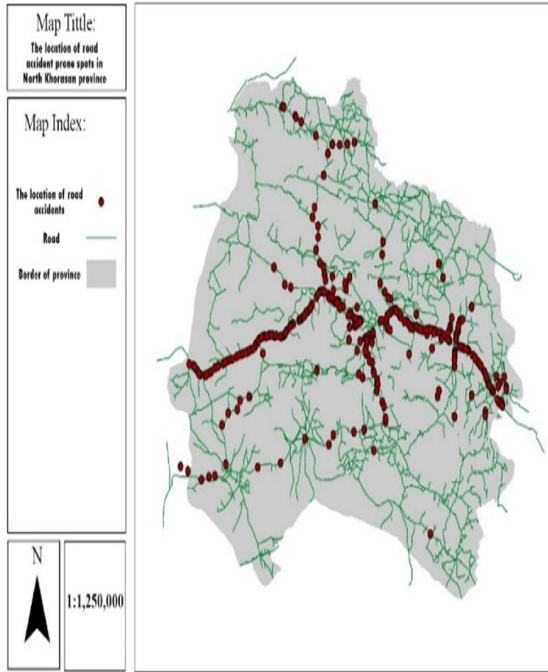 Map Tittle:
The location of road
accident prone spots in
North Khorasan province
Map Index:
The location of road
accidents
Road
Border of province
N
1:1,250,000